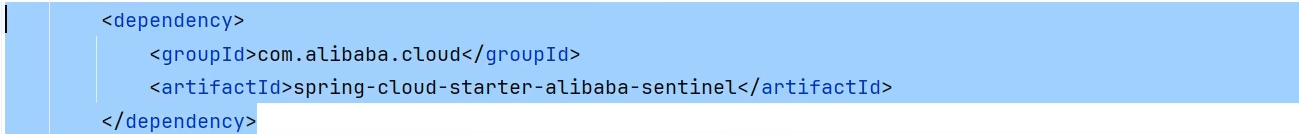 <dependency>
<groupId>com.alibaba.cloud</groupId>
<artifactId>spring-cloud-starter-alibaba-sentinel</artifactId>
</dependency>